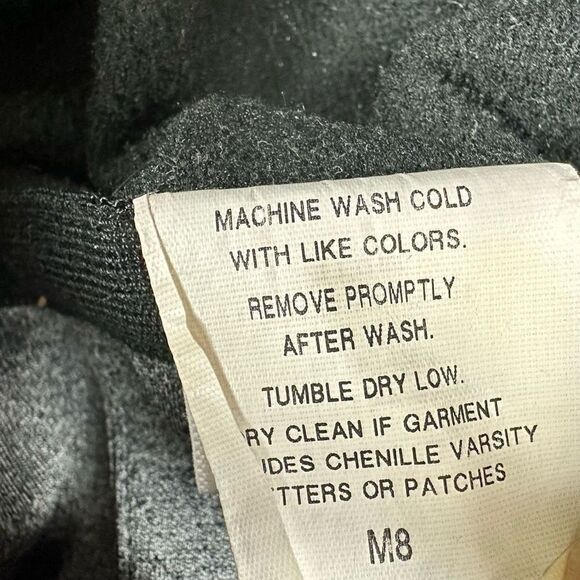 MACHINE WASH COLD
WITH LIKE COLORS.
REMOVE PROMPTLY
AFTER WASH.
TUMBLE DRY LOW.
RY CLEAN IF GARMENT
IDES CHENILLE VARSITY
TTERS OR PATCHES
M8